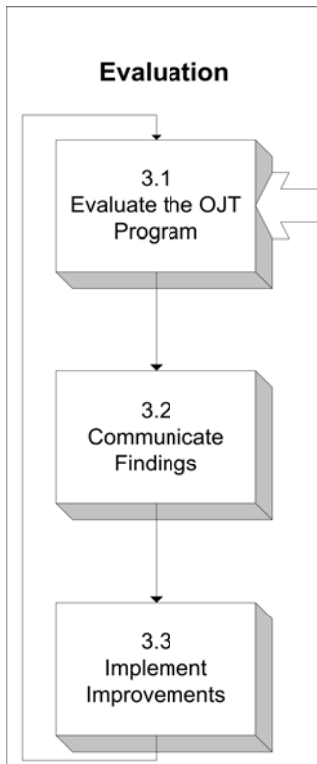 Evaluation
3.1
Evaluate the OJT
Program
3.2
Communicate
Findings
3.3
Implement
Improvements